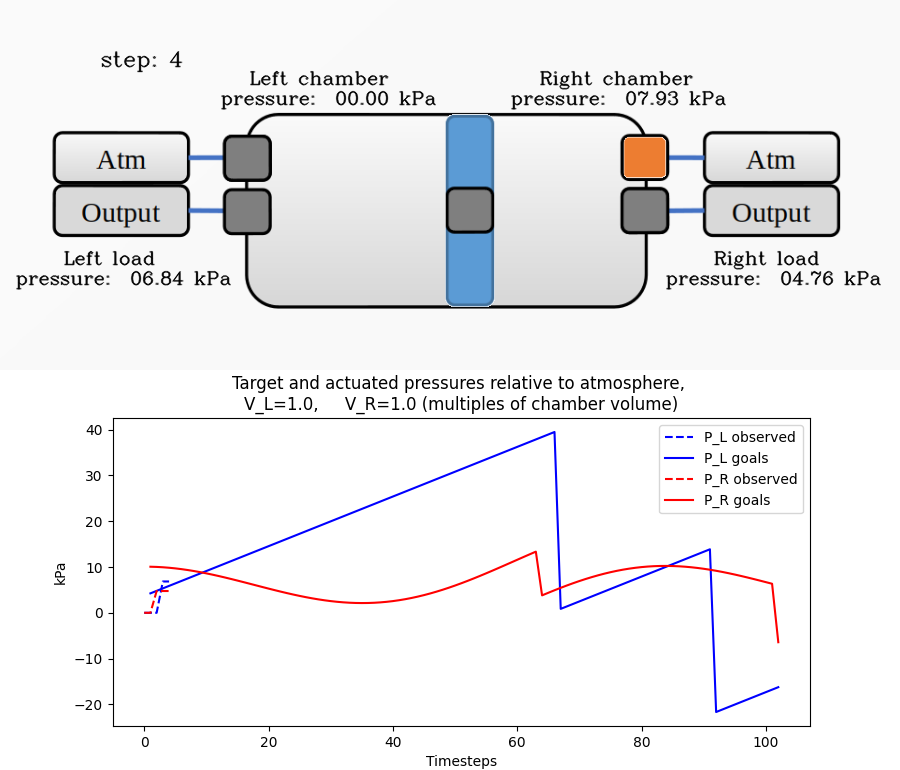 step: 4
Left chamber
pressure: 00.00 kPa
Right chamber
pressure: 07.93 kPa
Atm
Output
Atm
Output
Left load
pressure: 06.84 kPa
Right load
pressure: 04.76 kPa
Target and actuated pressures relative to atmosphere,
V_L=1.0, V_R=1.0 (multiples of chamber volume)
P_L observed
P_L goals
P_R observed
P_R goals
kPa
40
30
20
10
0
−10
−20
0 20 40 60 80 100
Timesteps